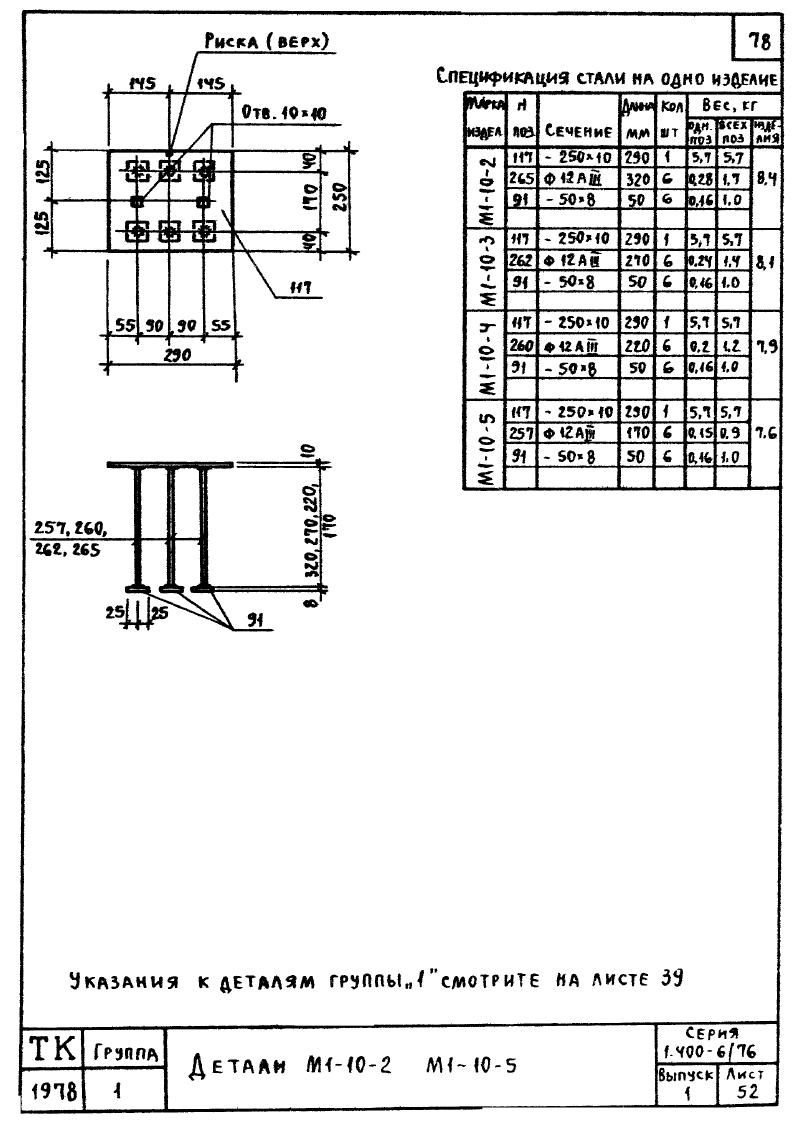 78
Риска (верх)
145 145
Отв. 10×10
125 125
40 170 40
250
117
55 90 90 55
290
10
320, 270, 220,
170
8
257, 260,
262, 265
25 25
91
Спецификация стали на одно изделие
Марка издел. | N поз. | Сечение | Длина мм | Кол шт | Вес, кг
одн. поз | всех поз | изделия
М1-10-2 | 117 | - 250×10 | 290 | 1 | 5,7 | 5,7 | 8,4
265 | Ф 12 АIII | 320 | 6 | 0,28 | 1,7
91 | - 50×8 | 50 | 6 | 0,16 | 1,0
М1-10-3 | 117 | - 250×10 | 290 | 1 | 5,7 | 5,7 | 8,1
262 | Ф 12 АIII | 270 | 6 | 0,24 | 1,4
91 | - 50×8 | 50 | 6 | 0,16 | 1.0
М1-10-4 | 117 | - 250×10 | 290 | 1 | 5,7 | 5,7 | 7,9
260 | Ф 12 АIII | 220 | 6 | 0,2 | 1,2
91 | - 50×8 | 50 | 6 | 0,16 | 1,0
М1-10-5 | 117 | - 250×10 | 290 | 1 | 5,7 | 5,7 | 7.6
257 | Ф 12 АIII | 170 | 6 | 0,15 | 0,9
91 | - 50×8 | 50 | 6 | 0,16 | 1.0
Указания к деталям группы „1" смотрите на листе 39
ТК
1978
Группа
1
Детали М1-10-2 М1-10-5
Серия
1.400-6/76
Выпуск
1
Лист
52